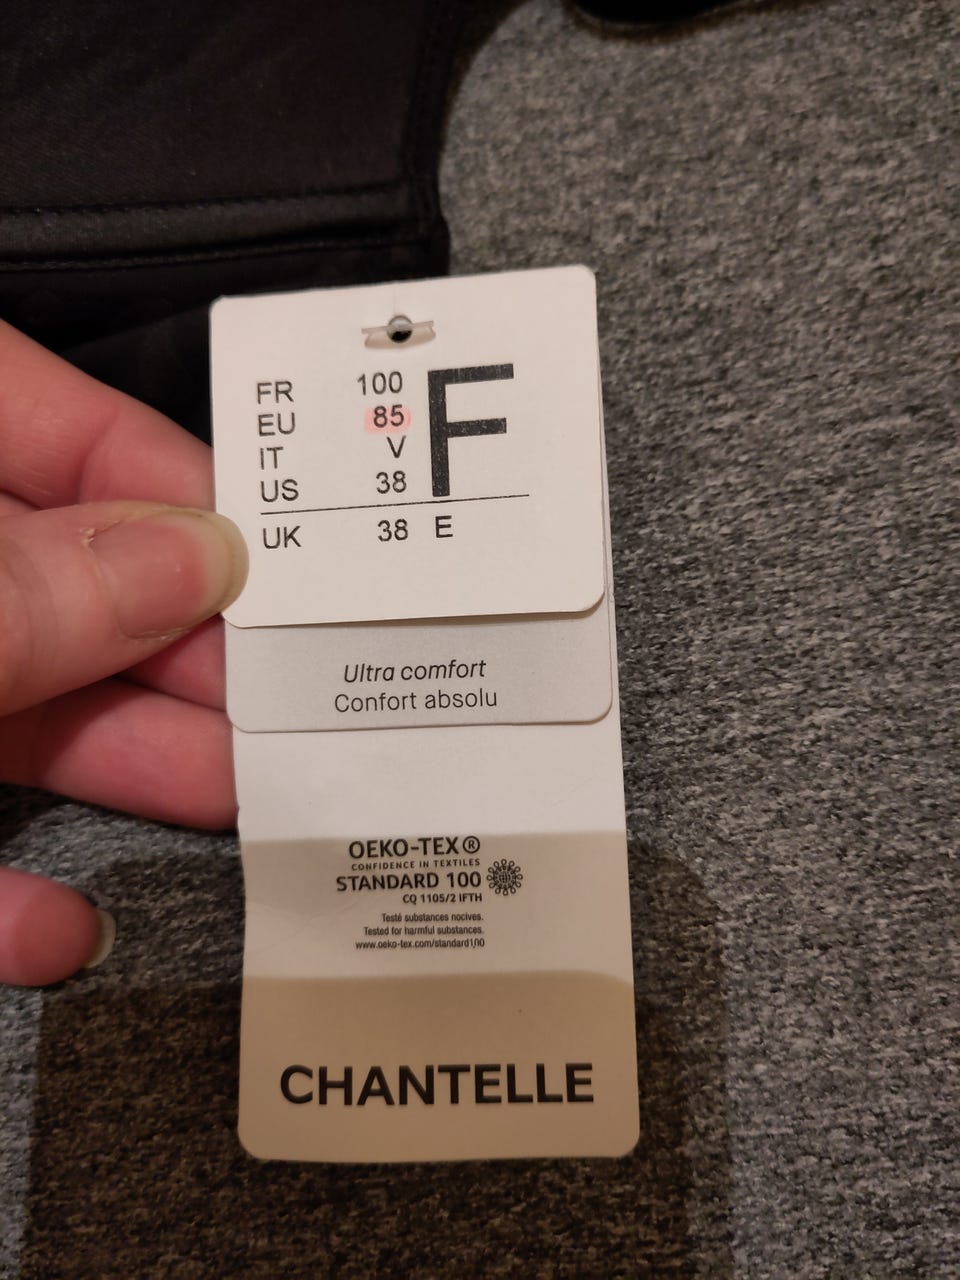 FR 100 F
EU 85
IT V
US 38
UK 38 E
Ultra comfort
Confort absolu
OEKO-TEX®
CONFIDENCE IN TEXTILES
STANDARD 100
CQ 1105/2 IFTH
Testé substances nocives.
Tested for harmful substances.
www.oeko-tex.com/standard100
CHANTELLE